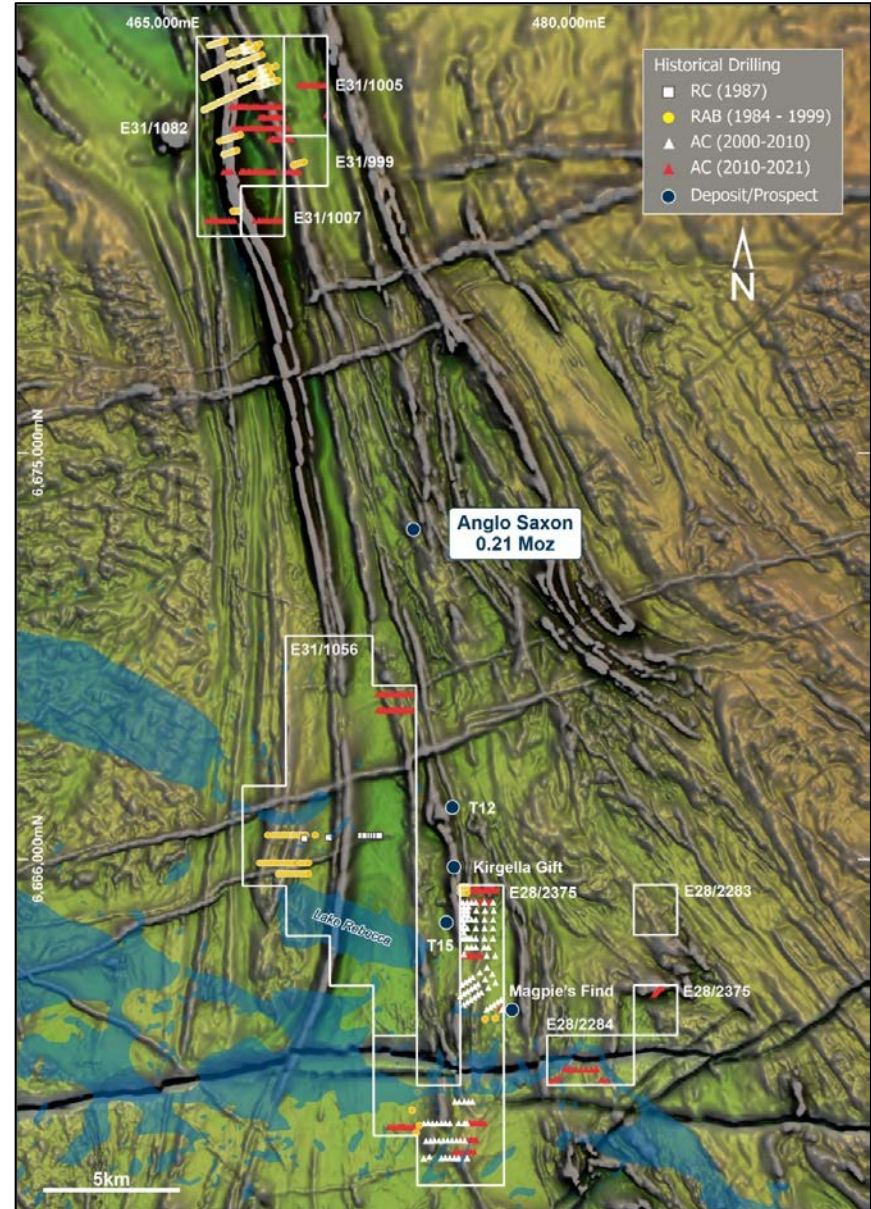 465,000mE
480,000mE
Historical Drilling
RC (1987)
RAB (1984 - 1999)
AC (2000-2010)
AC (2010-2021)
Deposit/Prospect
N
E31/1005
E31/1082
E31/999
E31/1007
6,675,000mN
Anglo Saxon
0.21 Moz
E31/1056
T12
6,666,000mN
Kirgella Gift
E28/2375
E28/2283
Lake Rebecca
T15
Magpie's Find
E28/2375
E28/2284
5km